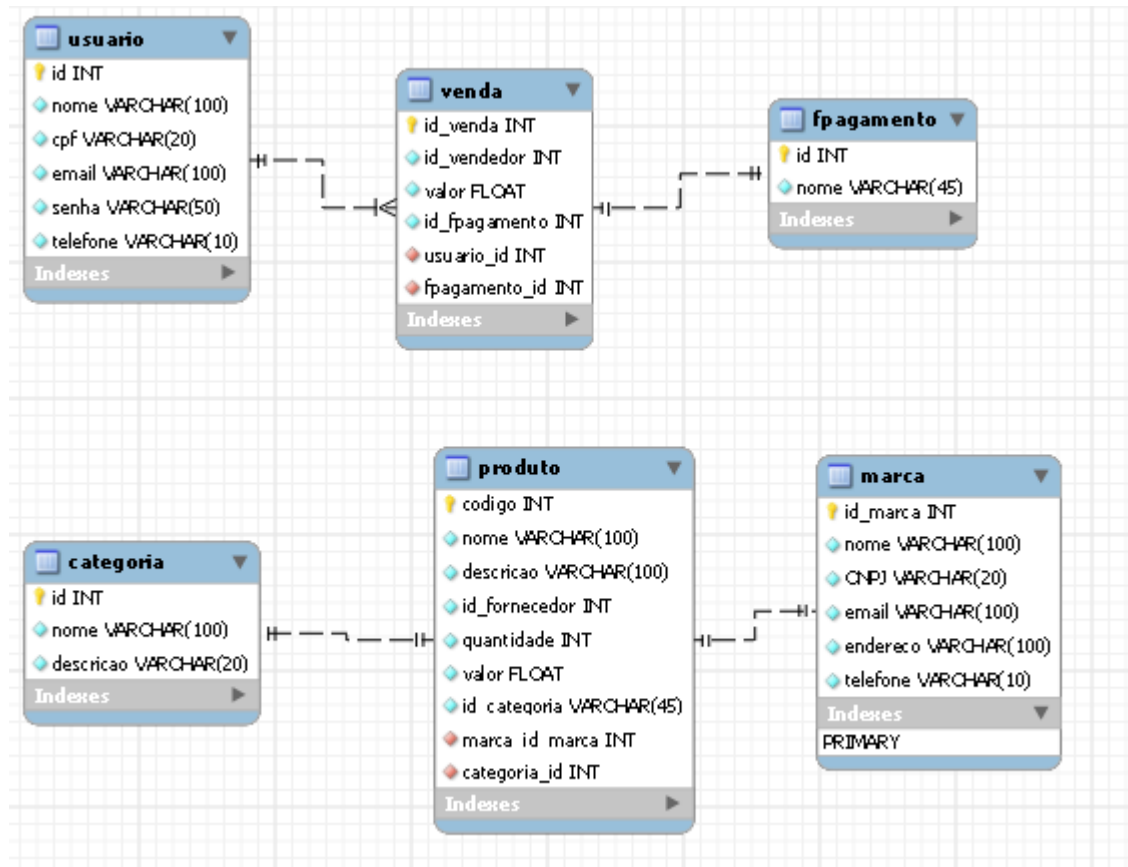 usuario
id INT
nome VARCHAR(100)
cpf VARCHAR(20)
email VARCHAR(100)
senha VARCHAR(50)
telefone VARCHAR(10)
Indexes
venda
id_venda INT
id_vendedor INT
valor FLOAT
id_fpagamento INT
usuario_id INT
fpagamento_id INT
Indexes
fpagamento
id INT
nome VARCHAR(45)
Indexes
categoria
id INT
nome VARCHAR(100)
descricao VARCHAR(20)
Indexes
produto
codigo INT
nome VARCHAR(100)
descricao VARCHAR(100)
id_fornecedor INT
quantidade INT
valor FLOAT
id_categoria VARCHAR(45)
marca_id_marca INT
categoria_id INT
Indexes
marca
id_marca INT
nome VARCHAR(100)
CNPJ VARCHAR(20)
email VARCHAR(100)
endereco VARCHAR(100)
telefone VARCHAR(10)
Indexes
PRIMARY